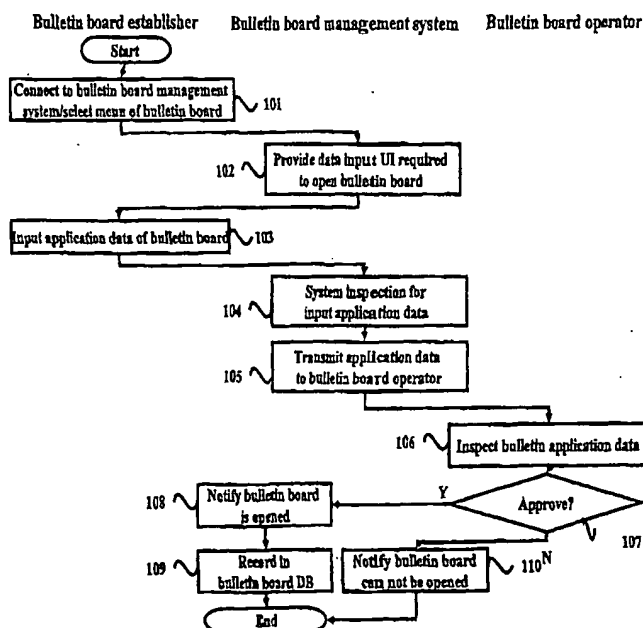 Bulletin board establisher
Bulletin board management system
Bulletin board operator
Start
Connect to bulletin board management
system/select menu of bulletin board
101
102
Provide data input UI required
to open bulletin board
Input application data of bulletin board
103
104
System inspection for
input application data
105
Transmit application data
to bulletin board operator
106
Inspect bulletin application data
108
Notify bulletin board
is opened
Y
Approve?
107
109
Record in
bulletin board DB
Notify bulletin board
can not be opened
110
N
End